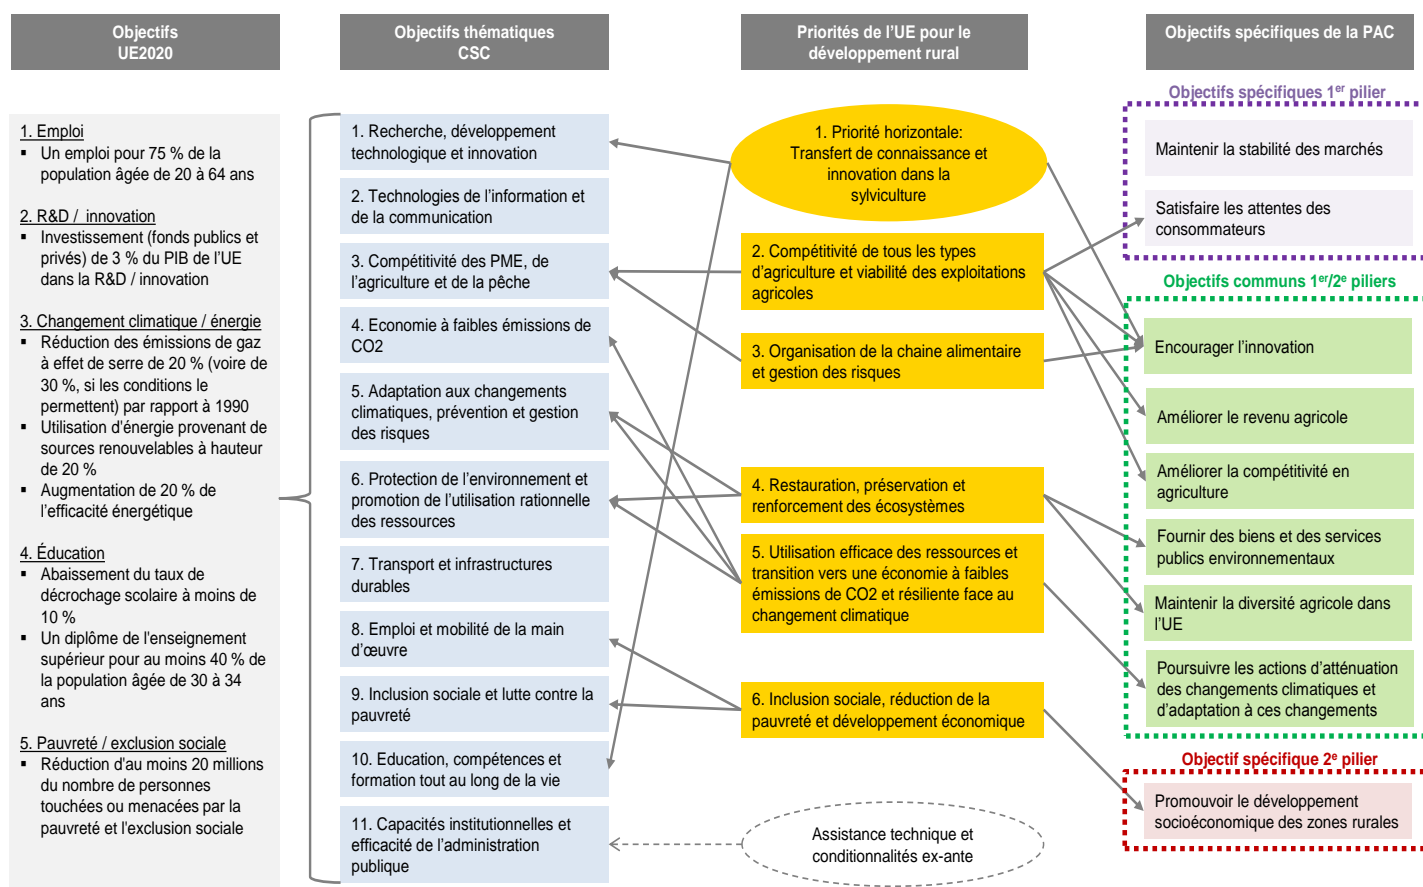 Objectifs
UE2020
Objectifs thématiques
CSC
Priorités de l'UE pour le
développement rural
Objectifs spécifiques de la PAC
1. Emploi
▪ Un emploi pour 75 % de la
population âgée de 20 à 64 ans
2. R&D / innovation
▪ Investissement (fonds publics et
privés) de 3 % du PIB de l'UE
dans la R&D / innovation
3. Changement climatique / énergie
▪ Réduction des émissions de gaz
à effet de serre de 20 % (voire de
30 %, si les conditions le
permettent) par rapport à 1990
▪ Utilisation d'énergie provenant de
sources renouvelables à hauteur
de 20 %
▪ Augmentation de 20 % de
l'efficacité énergétique
4. Éducation
▪ Abaissement du taux de
décrochage scolaire à moins de
10 %
▪ Un diplôme de l'enseignement
supérieur pour au moins 40 % de
la population âgée de 30 à 34
ans
5. Pauvreté / exclusion sociale
▪ Réduction d'au moins 20 millions
du nombre de personnes
touchées ou menacées par la
pauvreté et l'exclusion sociale
1. Recherche, développement
technologique et innovation
2. Technologies de l'information et
de la communication
3. Compétitivité des PME, de
l'agriculture et de la pêche
4. Economie à faibles émissions de
CO2
5. Adaptation aux changements
climatiques, prévention et gestion
des risques
6. Protection de l'environnement et
promotion de l'utilisation rationnelle
des ressources
7. Transport et infrastructures
durables
8. Emploi et mobilité de la main
d'œuvre
9. Inclusion sociale et lutte contre la
pauvreté
10. Education, compétences et
formation tout au long de la vie
11. Capacités institutionnelles et
efficacité de l'administration
publique
1. Priorité horizontale:
Transfert de connaissance et
innovation dans la
sylviculture
2. Compétitivité de tous les types
d'agriculture et viabilité des exploitations
agricoles
3. Organisation de la chaine alimentaire
et gestion des risques
4. Restauration, préservation et
renforcement des écosystèmes
5. Utilisation efficace des ressources et
transition vers une économie à faibles
émissions de CO2 et résiliente face au
changement climatique
6. Inclusion sociale, réduction de la
pauvreté et développement économique
Assistance technique et
conditionnalités ex-ante
Objectifs spécifiques 1er pilier
Maintenir la stabilité des marchés
Satisfaire les attentes des
consommateurs
Objectifs communs 1er/2e piliers
Encourager l'innovation
Améliorer le revenu agricole
Améliorer la compétitivité en
agriculture
Fournir des biens et des services
publics environnementaux
Maintenir la diversité agricole dans
l'UE
Poursuivre les actions d'atténuation
des changements climatiques et
d'adaptation à ces changements
Objectif spécifique 2e pilier
Promouvoir le développement
socioéconomique des zones rurales